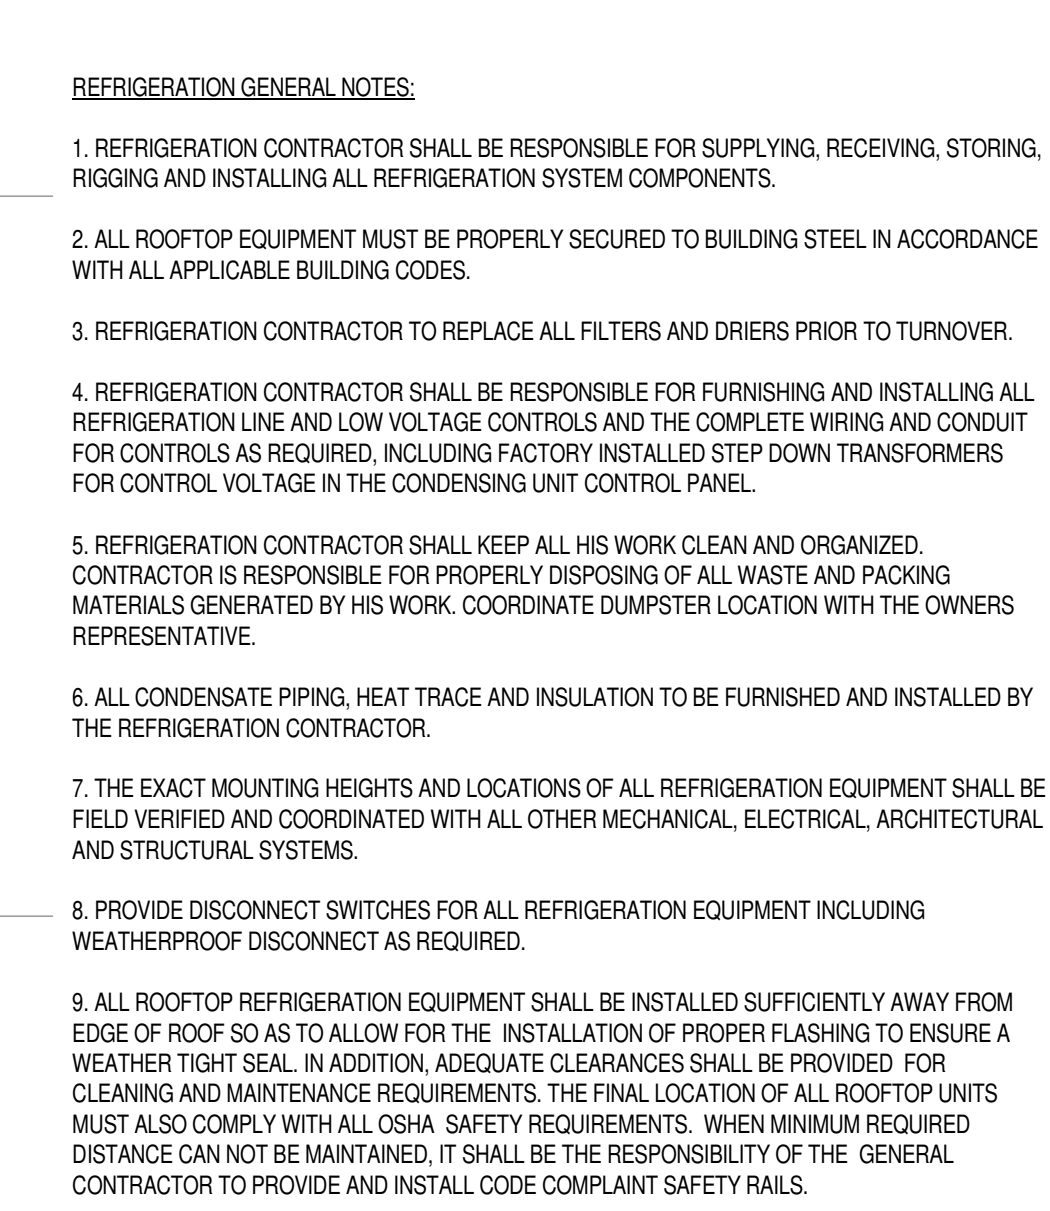 REFRIGERATION GENERAL NOTES:
1. REFRIGERATION CONTRACTOR SHALL BE RESPONSIBLE FOR SUPPLYING, RECEIVING, STORING,
RIGGING AND INSTALLING ALL REFRIGERATION SYSTEM COMPONENTS.
2. ALL ROOFTOP EQUIPMENT MUST BE PROPERLY SECURED TO BUILDING STEEL IN ACCORDANCE
WITH ALL APPLICABLE BUILDING CODES.
3. REFRIGERATION CONTRACTOR TO REPLACE ALL FILTERS AND DRIERS PRIOR TO TURNOVER.
4. REFRIGERATION CONTRACTOR SHALL BE RESPONSIBLE FOR FURNISHING AND INSTALLING ALL
REFRIGERATION LINE AND LOW VOLTAGE CONTROLS AND THE COMPLETE WIRING AND CONDUIT
FOR CONTROLS AS REQUIRED, INCLUDING FACTORY INSTALLED STEP DOWN TRANSFORMERS
FOR CONTROL VOLTAGE IN THE CONDENSING UNIT CONTROL PANEL.
5. REFRIGERATION CONTRACTOR SHALL KEEP ALL HIS WORK CLEAN AND ORGANIZED.
CONTRACTOR IS RESPONSIBLE FOR PROPERLY DISPOSING OF ALL WASTE AND PACKING
MATERIALS GENERATED BY HIS WORK. COORDINATE DUMPSTER LOCATION WITH THE OWNERS
REPRESENTATIVE.
6. ALL CONDENSATE PIPING, HEAT TRACE AND INSULATION TO BE FURNISHED AND INSTALLED BY
THE REFRIGERATION CONTRACTOR.
7. THE EXACT MOUNTING HEIGHTS AND LOCATIONS OF ALL REFRIGERATION EQUIPMENT SHALL BE
FIELD VERIFIED AND COORDINATED WITH ALL OTHER MECHANICAL, ELECTRICAL, ARCHITECTURAL
AND STRUCTURAL SYSTEMS.
8. PROVIDE DISCONNECT SWITCHES FOR ALL REFRIGERATION EQUIPMENT INCLUDING
WEATHERPROOF DISCONNECT AS REQUIRED.
9. ALL ROOFTOP REFRIGERATION EQUIPMENT SHALL BE INSTALLED SUFFICIENTLY AWAY FROM
EDGE OF ROOF SO AS TO ALLOW FOR THE INSTALLATION OF PROPER FLASHING TO ENSURE A
WEATHER TIGHT SEAL. IN ADDITION, ADEQUATE CLEARANCES SHALL BE PROVIDED FOR
CLEANING AND MAINTENANCE REQUIREMENTS. THE FINAL LOCATION OF ALL ROOFTOP UNITS
MUST ALSO COMPLY WITH ALL OSHA SAFETY REQUIREMENTS. WHEN MINIMUM REQUIRED
DISTANCE CAN NOT BE MAINTAINED, IT SHALL BE THE RESPONSIBILITY OF THE GENERAL
CONTRACTOR TO PROVIDE AND INSTALL CODE COMPLAINT SAFETY RAILS.